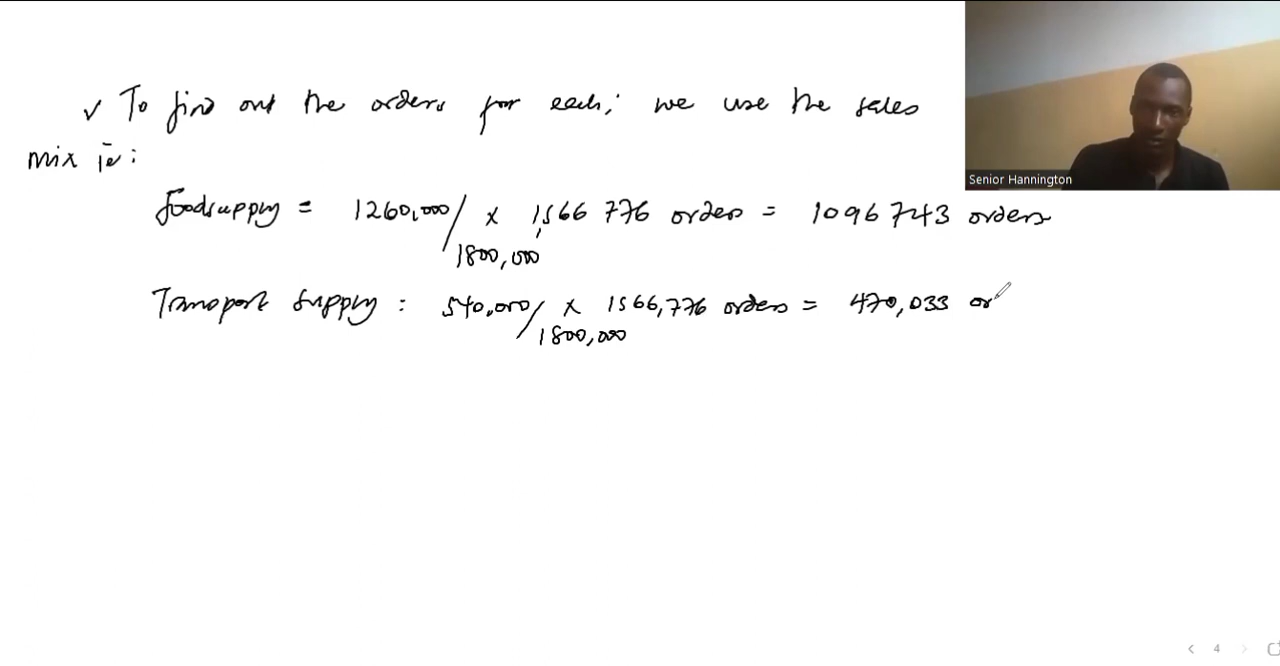 ✓ To find out the orders for each; we use the sales
mix ie:
Foodsupply = 1260,000/1800,000 x 1,566 776 orders = 1096 743 orders
Transport Supply : 540,000/1800,000 x 1566,776 orders = 470,033 or
Senior Hannington
4